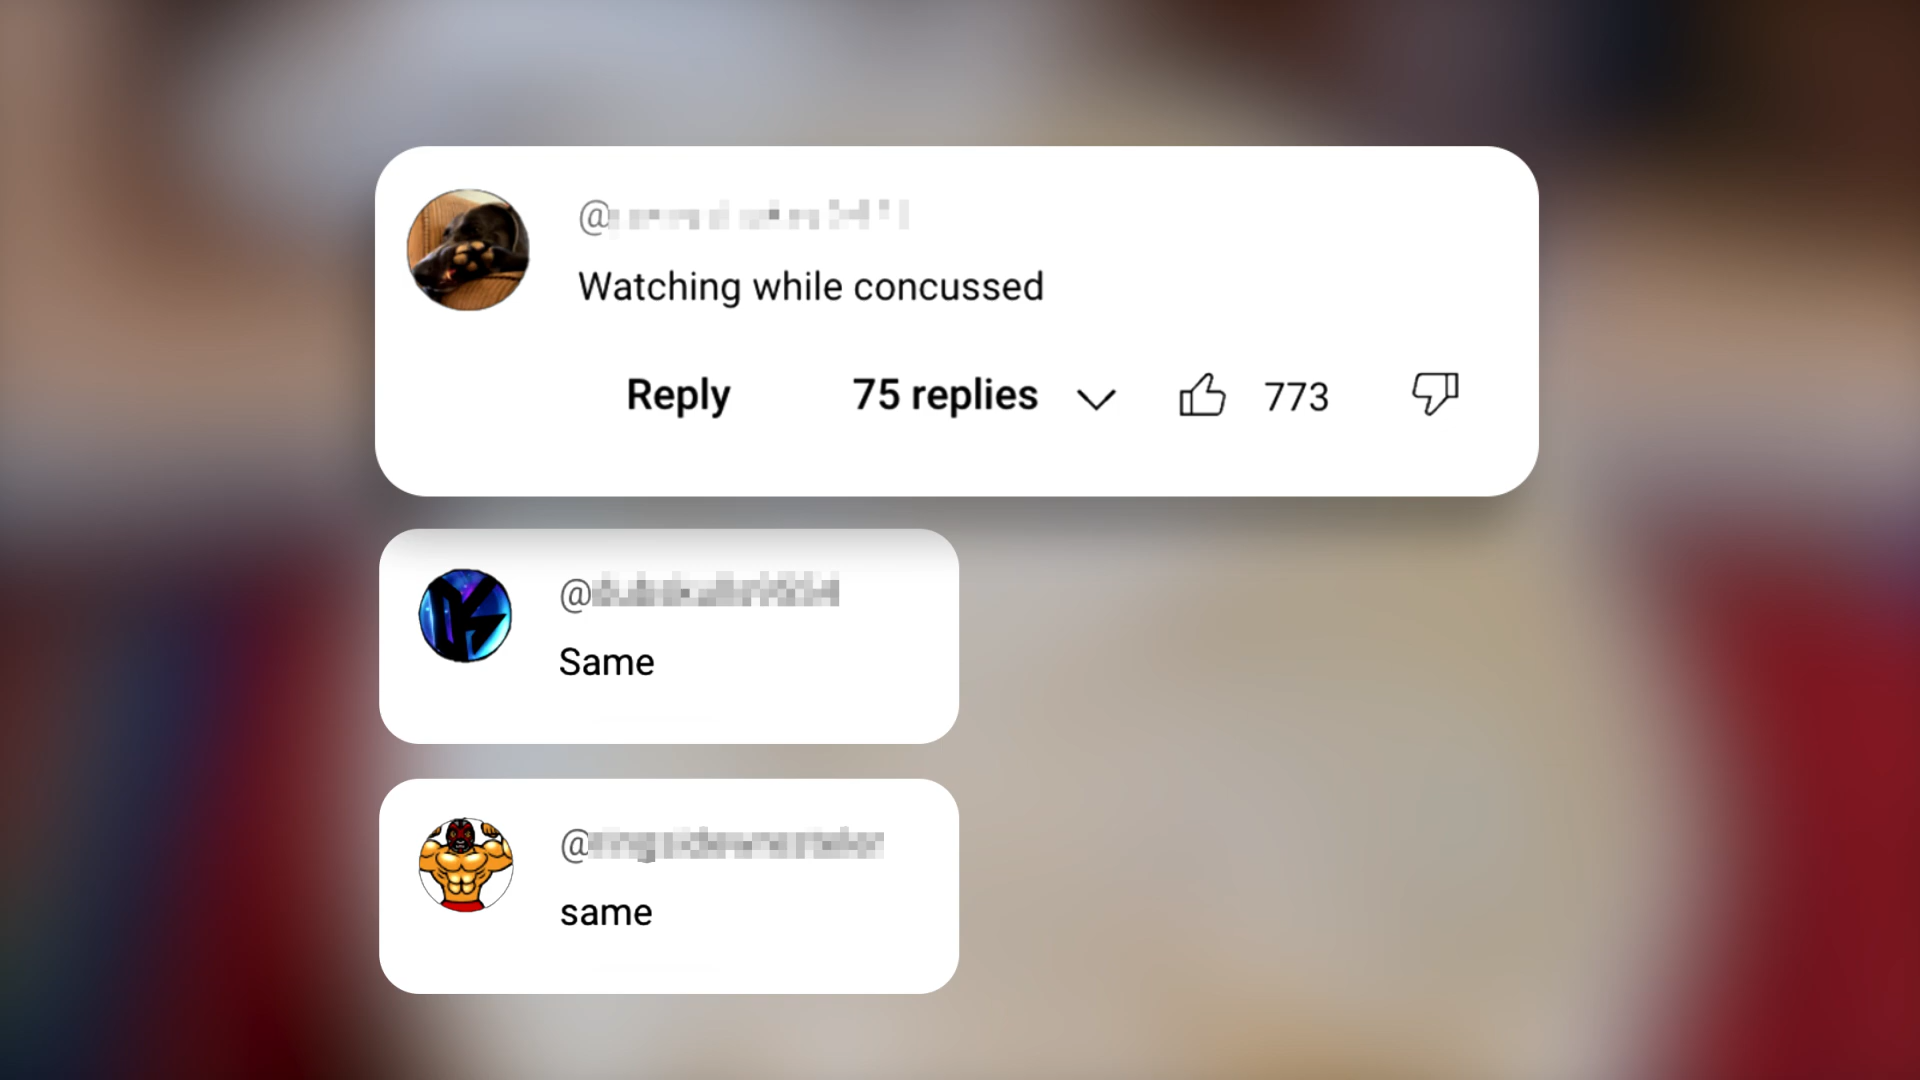 @
Watching while concussed
Reply 75 replies 773
@
Same
@
same